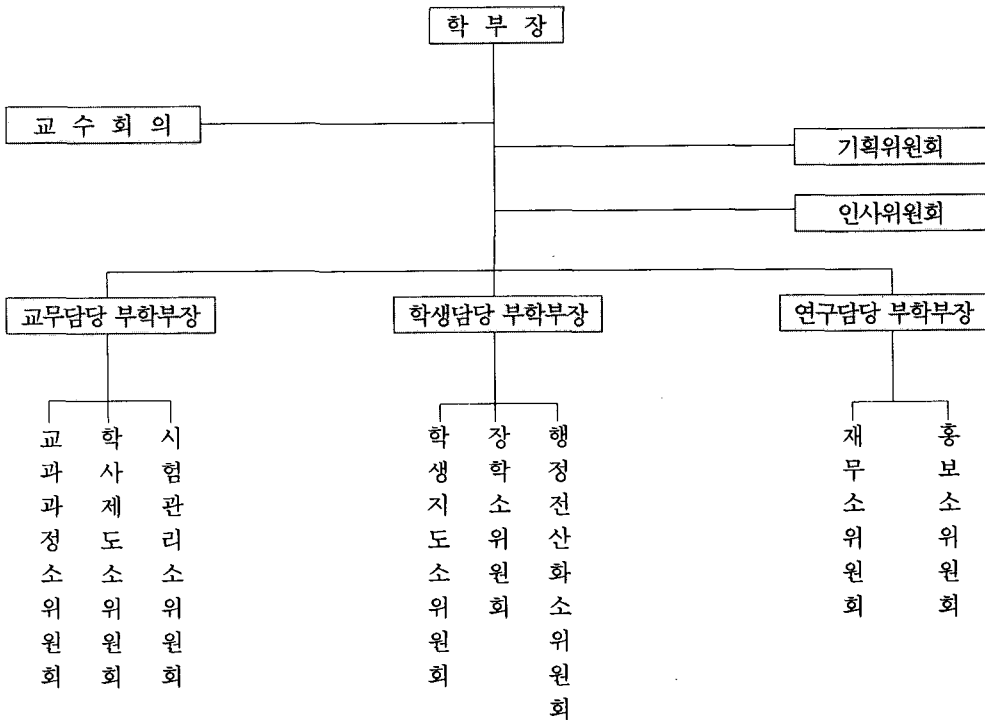 학 부 장
교 수 회 의
기획위원회
인사위원회
교무담당 부학부장
학생담당 부학부장
연구담당 부학부장
교과과정소위원회
학사제도소위원회
시험관리소위원회
학생지도소위원회
장학소위원회
행정전산화소위원회
재무소위원회
홍보소위원회